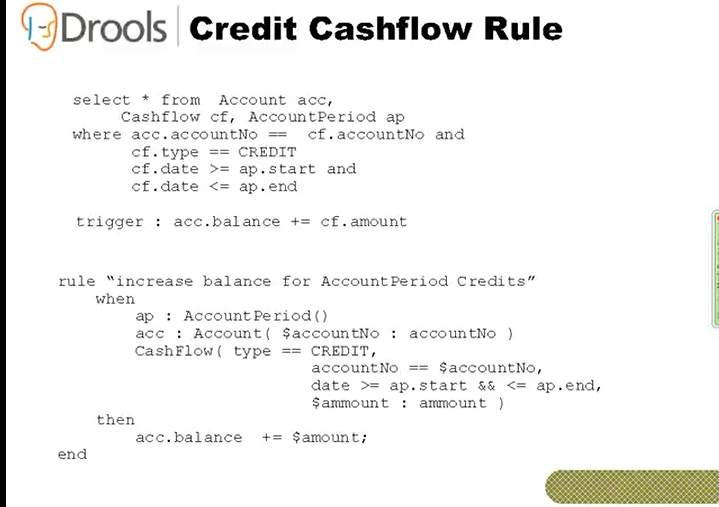 Drools Credit Cashflow Rule
select * from Account acc,
Cashflow cf, AccountPeriod ap
where acc.accountNo == cf.accountNo and
cf.type == CREDIT
cf.date >= ap.start and
cf.date <= ap.end
trigger : acc.balance += cf.amount
rule “increase balance for AccountPeriod Credits”
when
ap : AccountPeriod()
acc : Account( $accountNo : accountNo )
CashFlow( type == CREDIT,
accountNo == $accountNo,
date >= ap.start && <= ap.end,
$ammount : ammount )
then
acc.balance += $amount;
end